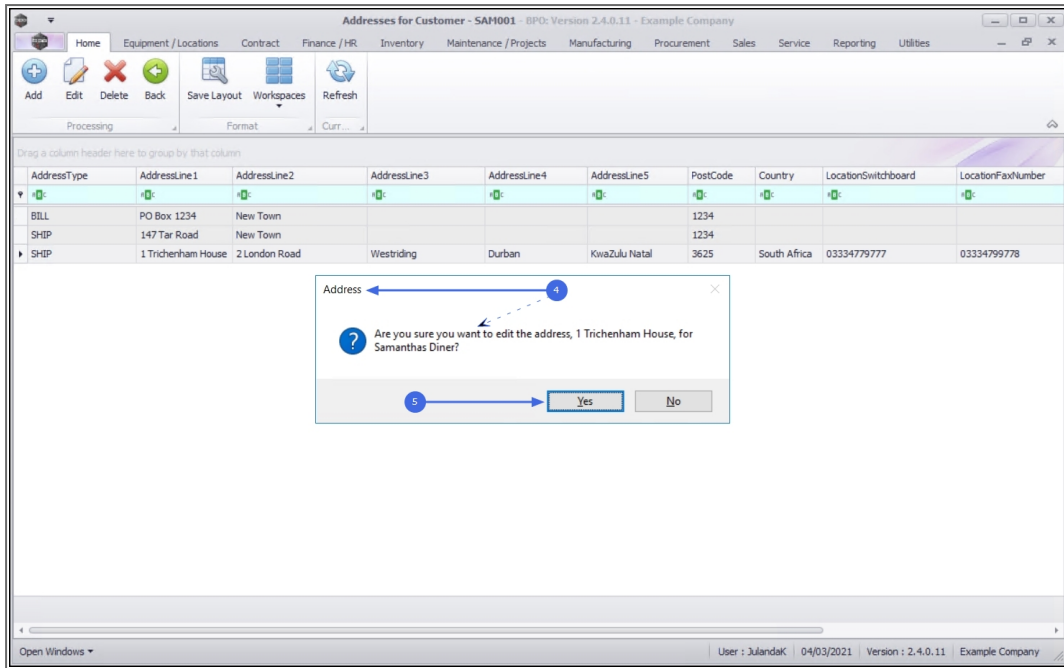 Addresses for Customer - SAM001 - BPO: Version 2.4.0.11 - Example Company
Home Equipment / Locations Contract Finance / HR Inventory Maintenance / Projects Manufacturing Procurement Sales Service Reporting Utilities
Add Edit Delete Back Save Layout Workspaces Refresh
Processing Format Curr...
Drag a column header here to group by that column
AddressType AddressLine1 AddressLine2 AddressLine3 AddressLine4 AddressLine5 PostCode Country LocationSwitchboard LocationFaxNumber
BILL PO Box 1234 New Town 1234
SHIP 147 Tar Road New Town 1234
SHIP 1 Trichenham House 2 London Road Westriding Durban KwaZulu Natal 3625 South Africa 03334779777 03334799778
Address 4
Are you sure you want to edit the address, 1 Trichenham House, for
Samanthas Diner?
5 Yes No
Open Windows User : JulandaK 04/03/2021 Version : 2.4.0.11 Example Company